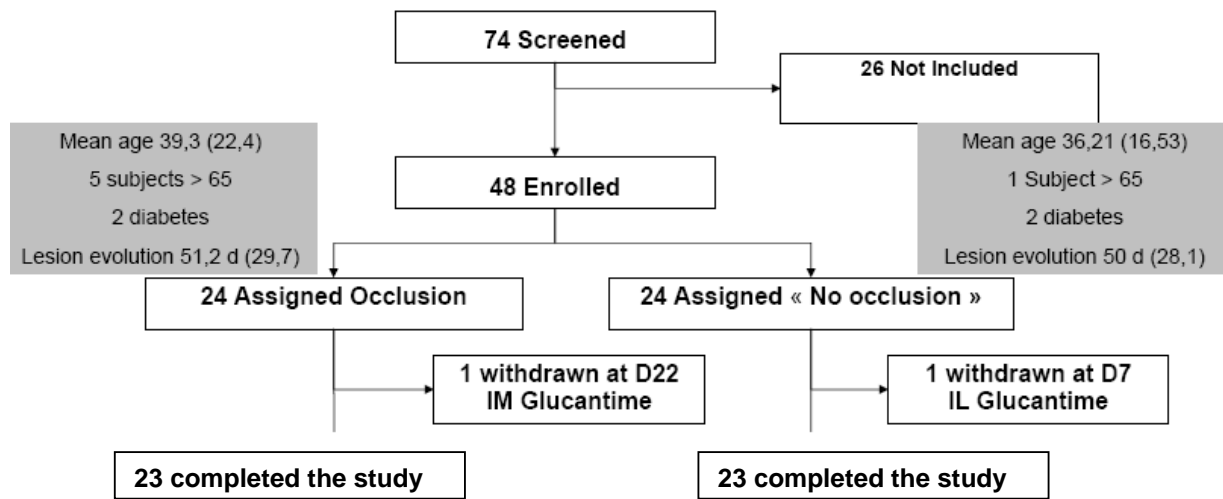 74 Screened
26 Not Included
Mean age 39,3 (22,4)
5 subjects > 65
2 diabetes
Lesion evolution 51,2 d (29,7)
Mean age 36,21 (16,53)
1 Subject > 65
2 diabetes
Lesion evolution 50 d (28,1)
48 Enrolled
24 Assigned Occlusion
24 Assigned « No occlusion »
1 withdrawn at D22
IM Glucantime
1 withdrawn at D7
IL Glucantime
23 completed the study
23 completed the study